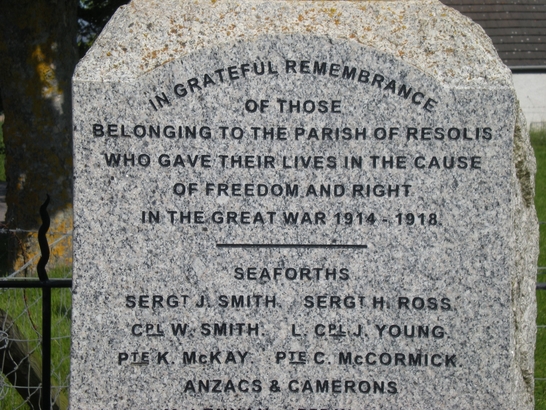 IN GRATEFUL REMEMBRANCE
OF THOSE
BELONGING TO THE PARISH OF RESOLIS
WHO GAVE THEIR LIVES IN THE CAUSE
OF FREEDOM AND RIGHT
IN THE GREAT WAR 1914 - 1918.
SEAFORTHS
SERGT J. SMITH. SERGT H. ROSS.
CPL W. SMITH. L. CPL J. YOUNG.
PTE K. McKAY. PTE C. McCORMICK.
ANZACS & CAMERONS